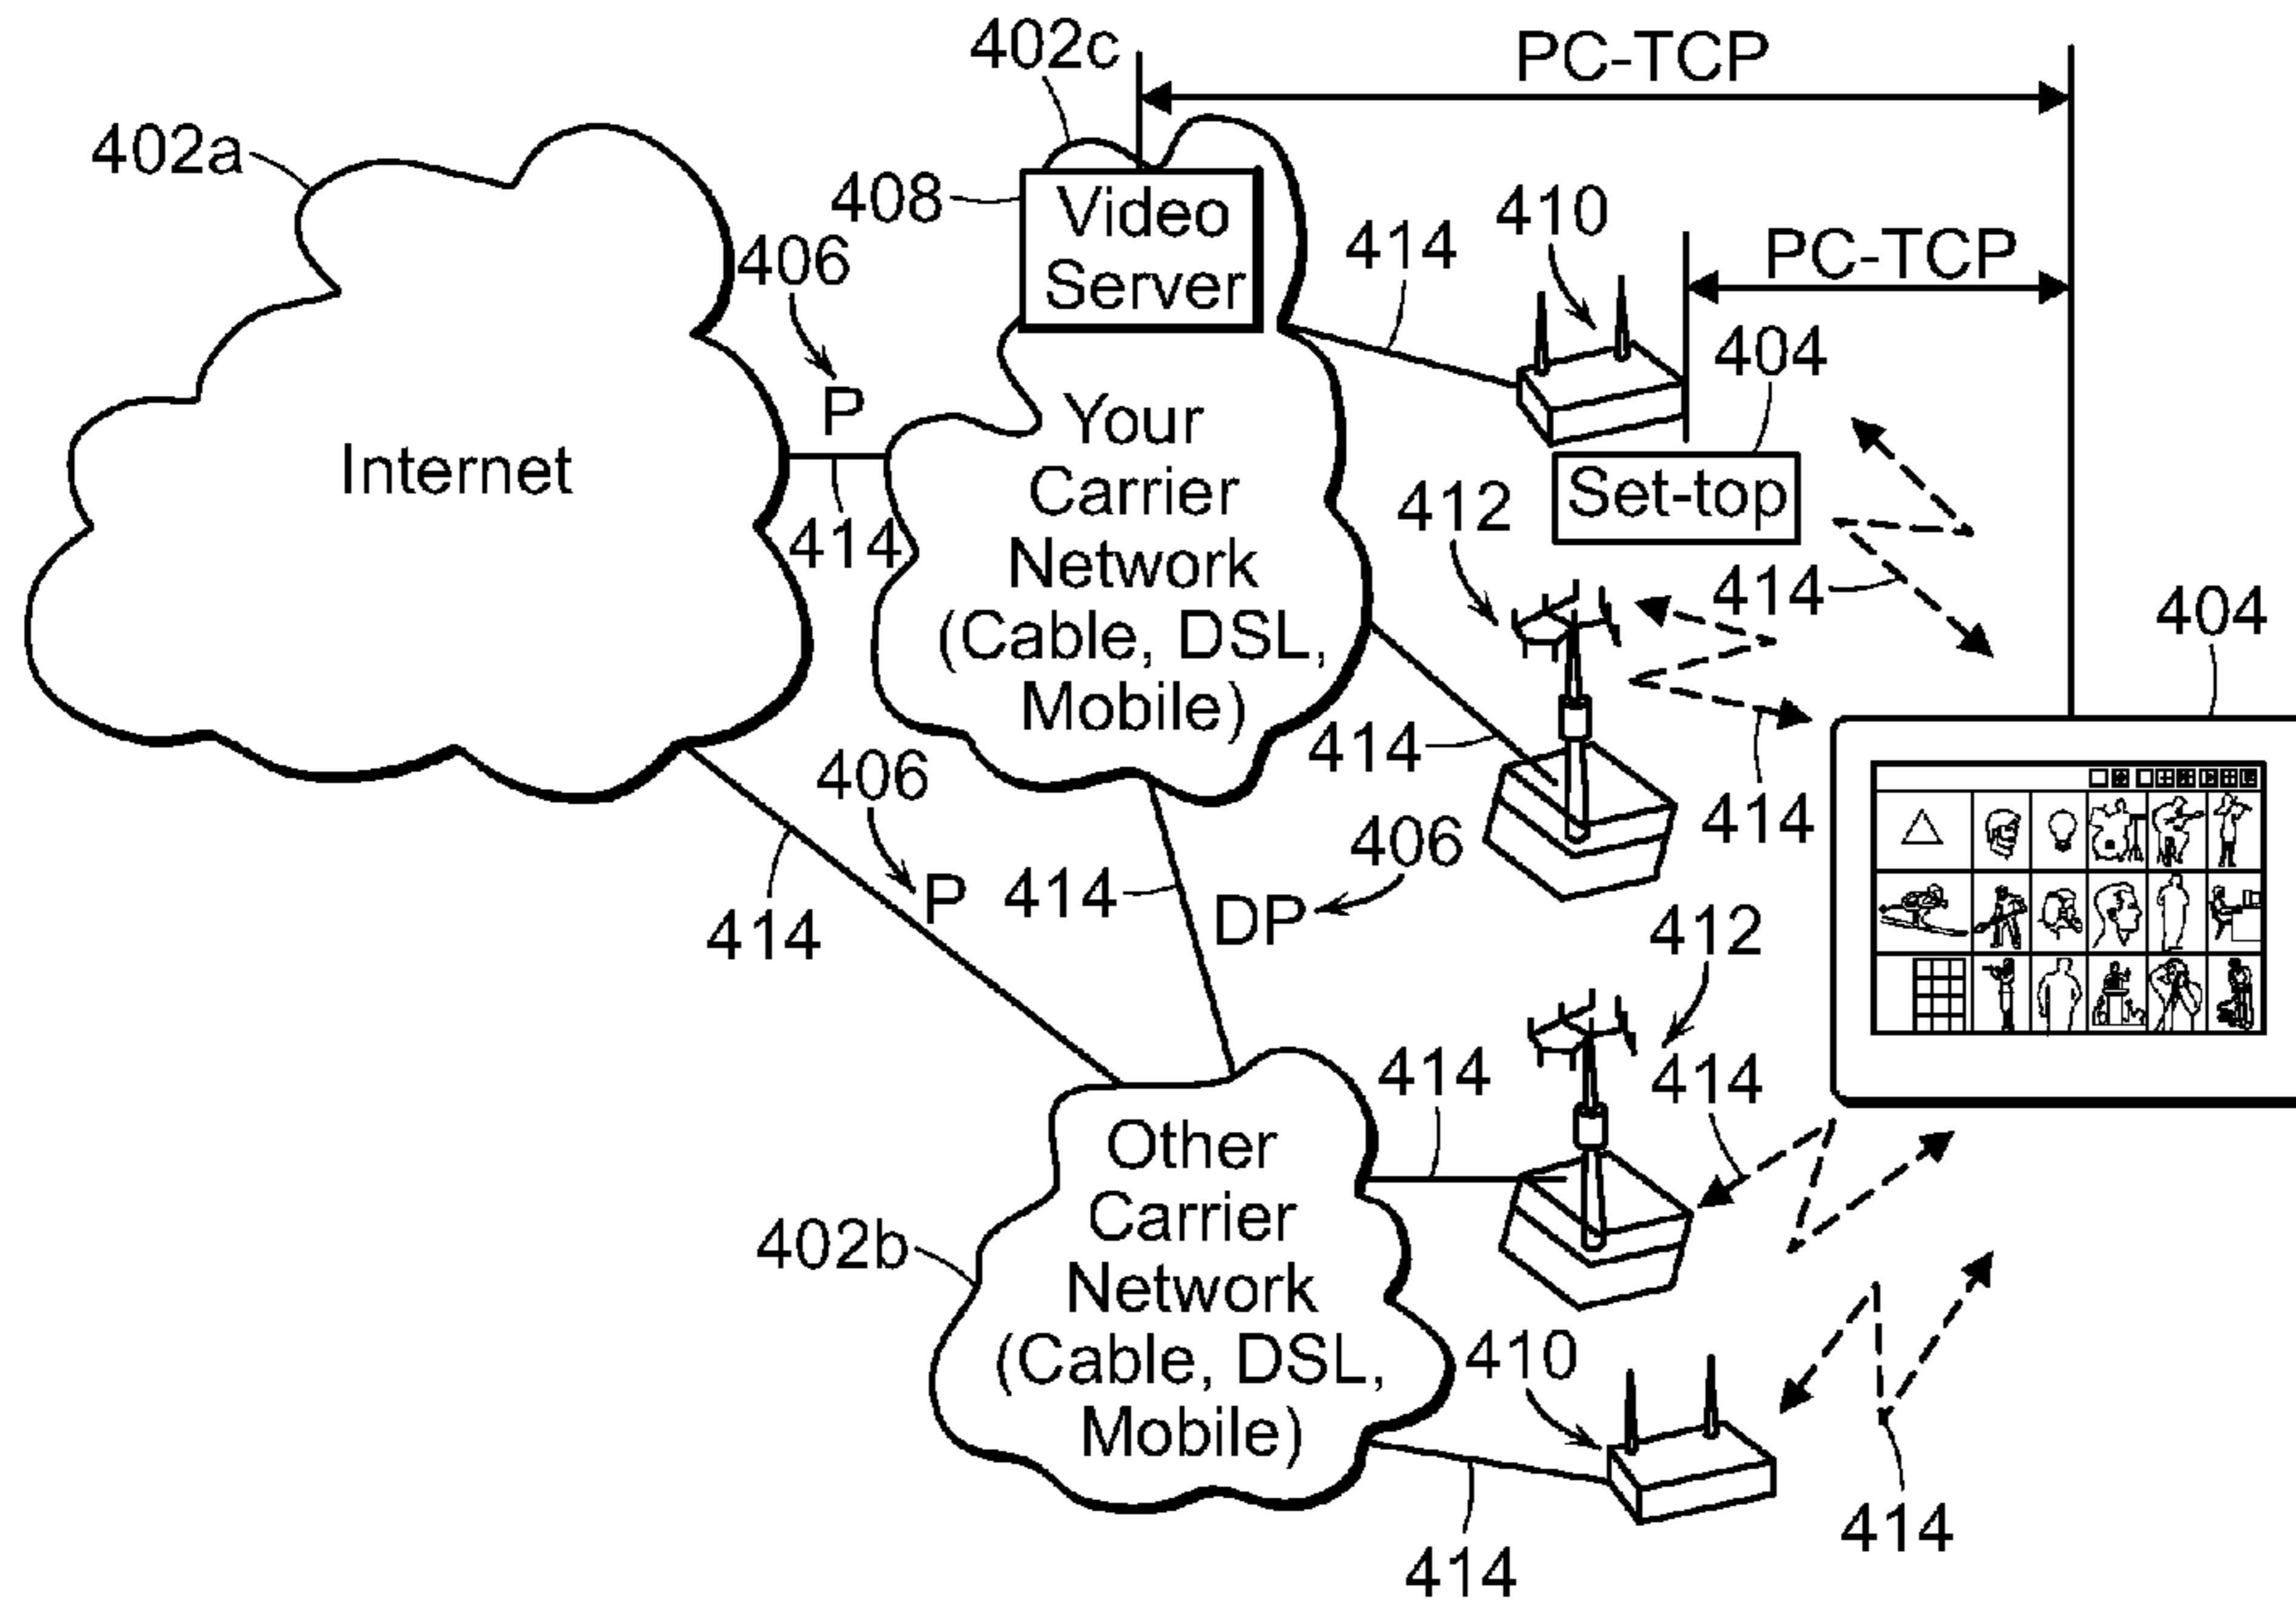 402c
PC-TCP
402a
408
Video
Server
406
414
410
PC-TCP
404
P
Internet
Your
Carrier
Network
(Cable, DSL,
Mobile)
414
412
Set-top
414
404
414
406
P
414
414
DP
406
414
412
414
414
Other
Carrier
Network
(Cable, DSL,
Mobile)
402b
410
414
414